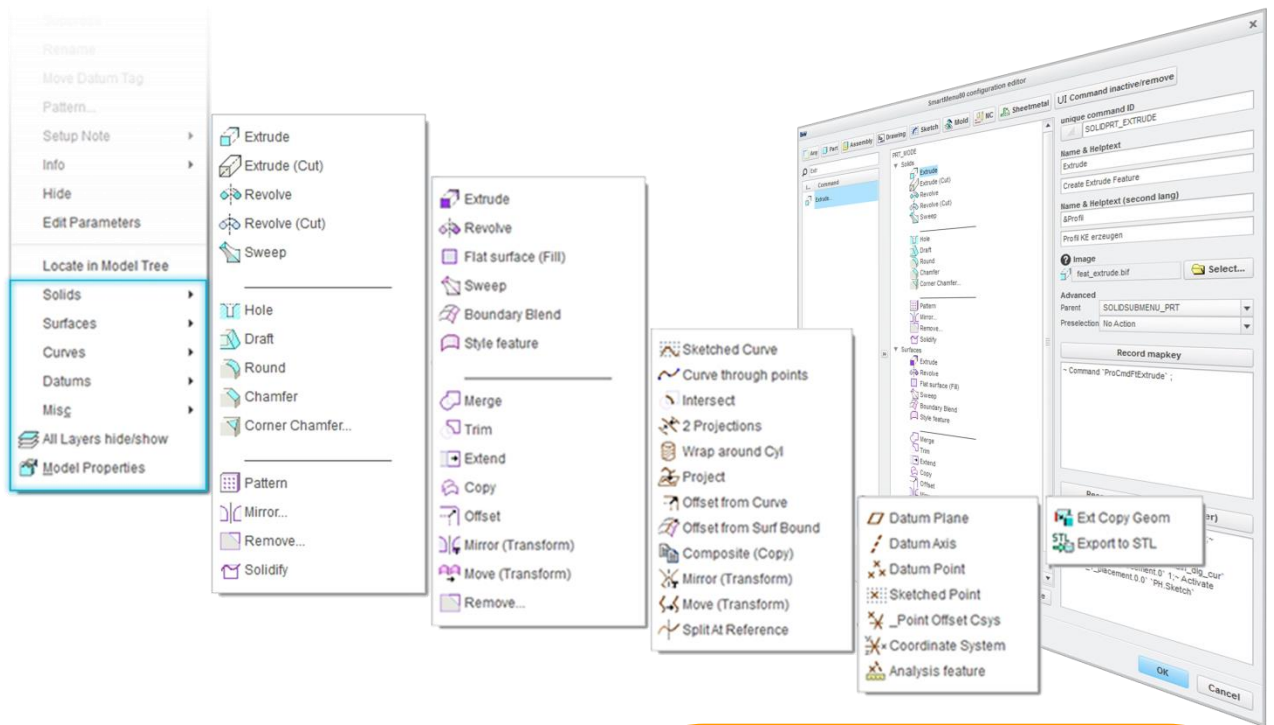 Rename
Move Datum Tag
Pattern...
Setup Note
Info
Hide
Edit Parameters
Locate in Model Tree
Solids
Surfaces
Curves
Datums
Misc
All Layers hide/show
Model Properties
Extrude
Extrude (Cut)
Revolve
Revolve (Cut)
Sweep
Hole
Draft
Round
Chamfer
Corner Chamfer...
Pattern
Mirror...
Remove...
Solidify
Extrude
Revolve
Flat surface (Fill)
Sweep
Boundary Blend
Style feature
Merge
Trim
Extend
Copy
Offset
Mirror (Transform)
Move (Transform)
Remove...
Sketched Curve
Curve through points
Intersect
2 Projections
Wrap around Cyl
Project
Offset from Curve
Offset from Surf Bound
Composite (Copy)
Mirror (Transform)
Move (Transform)
Split At Reference
Datum Plane
Datum Axis
Datum Point
Sketched Point
_Point Offset Csys
Coordinate System
Analysis feature
Ext Copy Geom
STL Export to STL
SmartMenu80 configuration editor
Any Part Assembly Drawing Sketch Mold NC Sheetmetal
Command
Extrude...
PRT_MODE
Solids
Extrude
Extrude (Cut)
Revolve
Revolve (Cut)
Sweep
Hole
Draft
Round
Chamfer
Corner Chamfer...
Pattern
Mirror...
Remove...
Solidify
Surfaces
Extrude
Revolve
Flat surface (Fill)
Sweep
Boundary Blend
Style feature
Merge
Trim
Extend
Copy
Offset
UI Command inactive/remove
unique command ID
SOLIDPRT_EXTRUDE
Name & Helptext
Extrude
Create Extrude Feature
Name & Helptext (second lang)
&Profil
Profil KE erzeugen
Image
feat_extrude.bif
Select...
Advanced
Parent SOLIDSUBMENU_PRT
Preselection No Action
Record mapkey
~ Command `ProCmdFtExtrude` ;
1;~ Activate
`PH.Sketch`
OK
Cancel